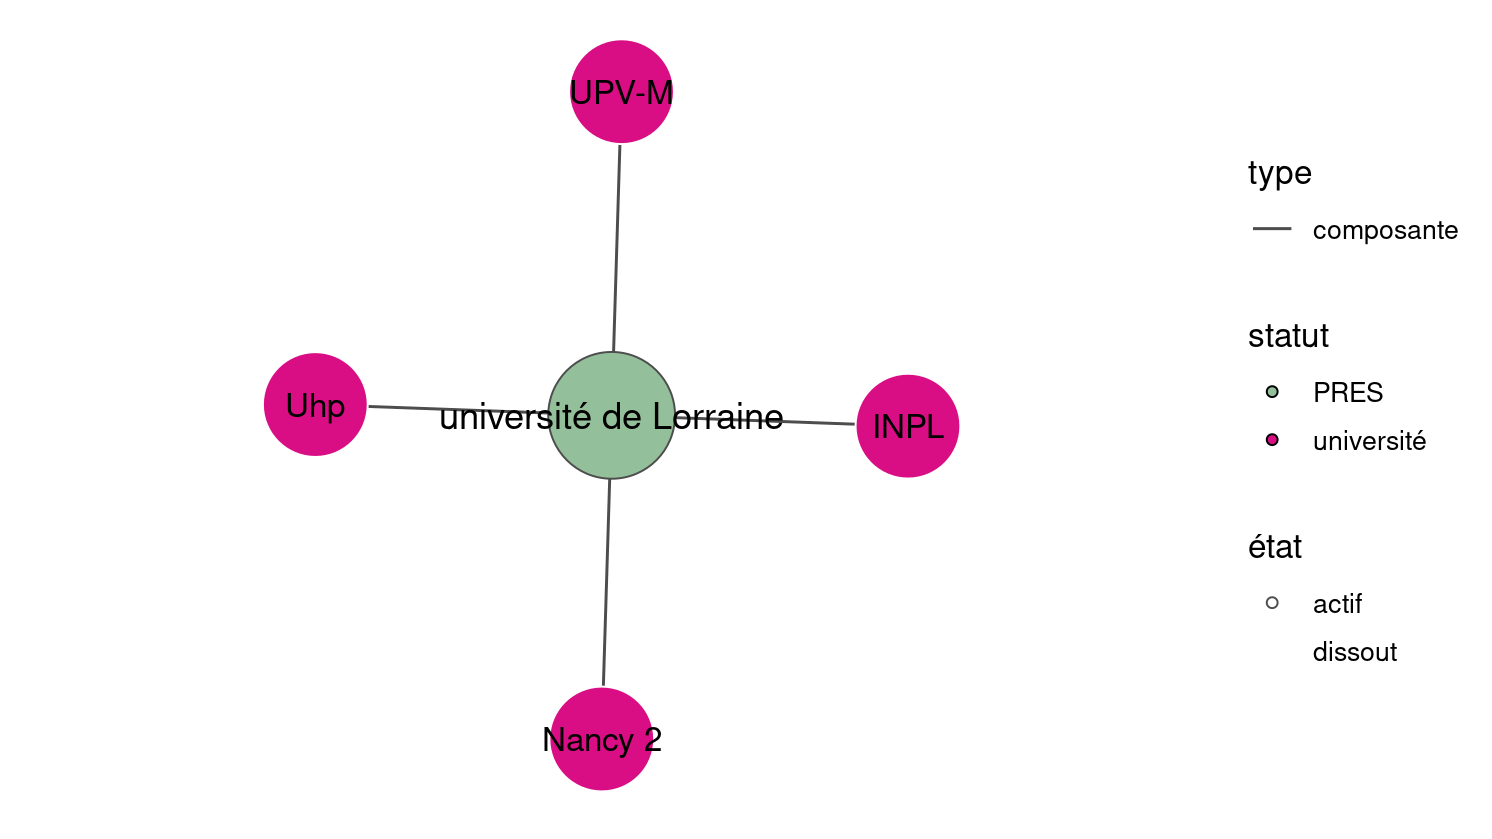 UPV-M
Uhp
université de Lorraine
INPL
Nancy 2
type
composante
statut
PRES
université
état
actif
dissout